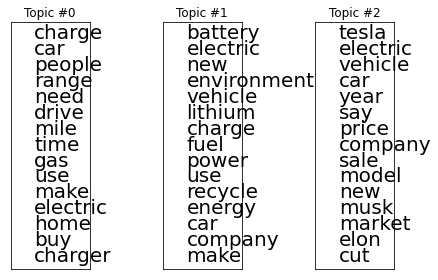 Topic #0
charge
car
people
range
need
drive
mile
time
gas
use
make
electric
home
buy
charger
Topic #1
battery
electric
new
environment
vehicle
lithium
charge
fuel
power
use
recycle
energy
car
company
make
Topic #2
tesla
electric
vehicle
car
year
say
price
company
sale
model
new
musk
market
elon
cut